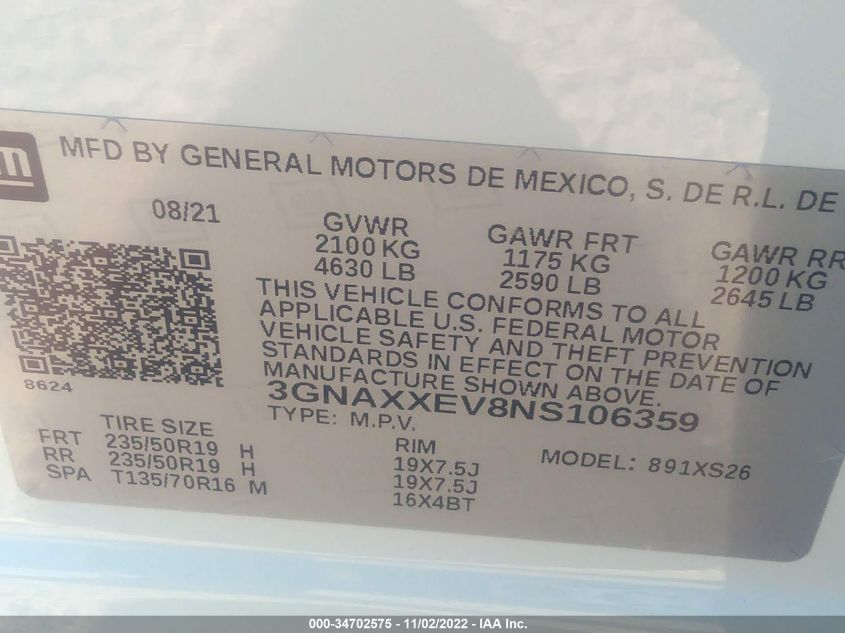 m
MFD BY GENERAL MOTORS DE MEXICO, S. DE R.L. DE
08/21
GVWR
2100 KG
4630 LB
GAWR FRT
1175 KG
2590 LB
GAWR RR
1200 KG
2645 LB
THIS VEHICLE CONFORMS TO ALL
APPLICABLE U.S. FEDERAL MOTOR
VEHICLE SAFETY AND THEFT PREVENTION
STANDARDS IN EFFECT ON THE DATE OF
MANUFACTURE SHOWN ABOVE.
8624
3GNAXXEV8NS106359
TYPE: M.P.V.
TIRE SIZE RIM
MODEL: 891XS26
FRT 235/50R19 H 19X7.5J
RR 235/50R19 H 19X7.5J
SPA T135/70R16 M 16X4BT
000-34702575 - 11/02/2022 - IAA Inc.